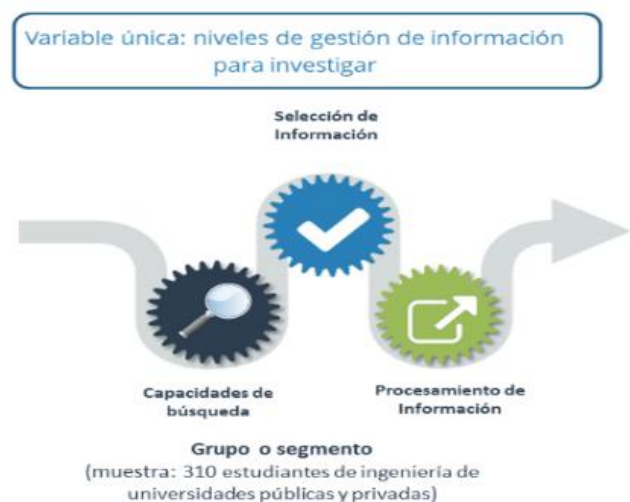 Variable única: niveles de gestión de información
para investigar
Selección de
Información
Capacidades de
búsqueda
Procesamiento de
Información
Grupo o segmento
(muestra: 310 estudiantes de ingeniería de
universidades públicas y privadas)